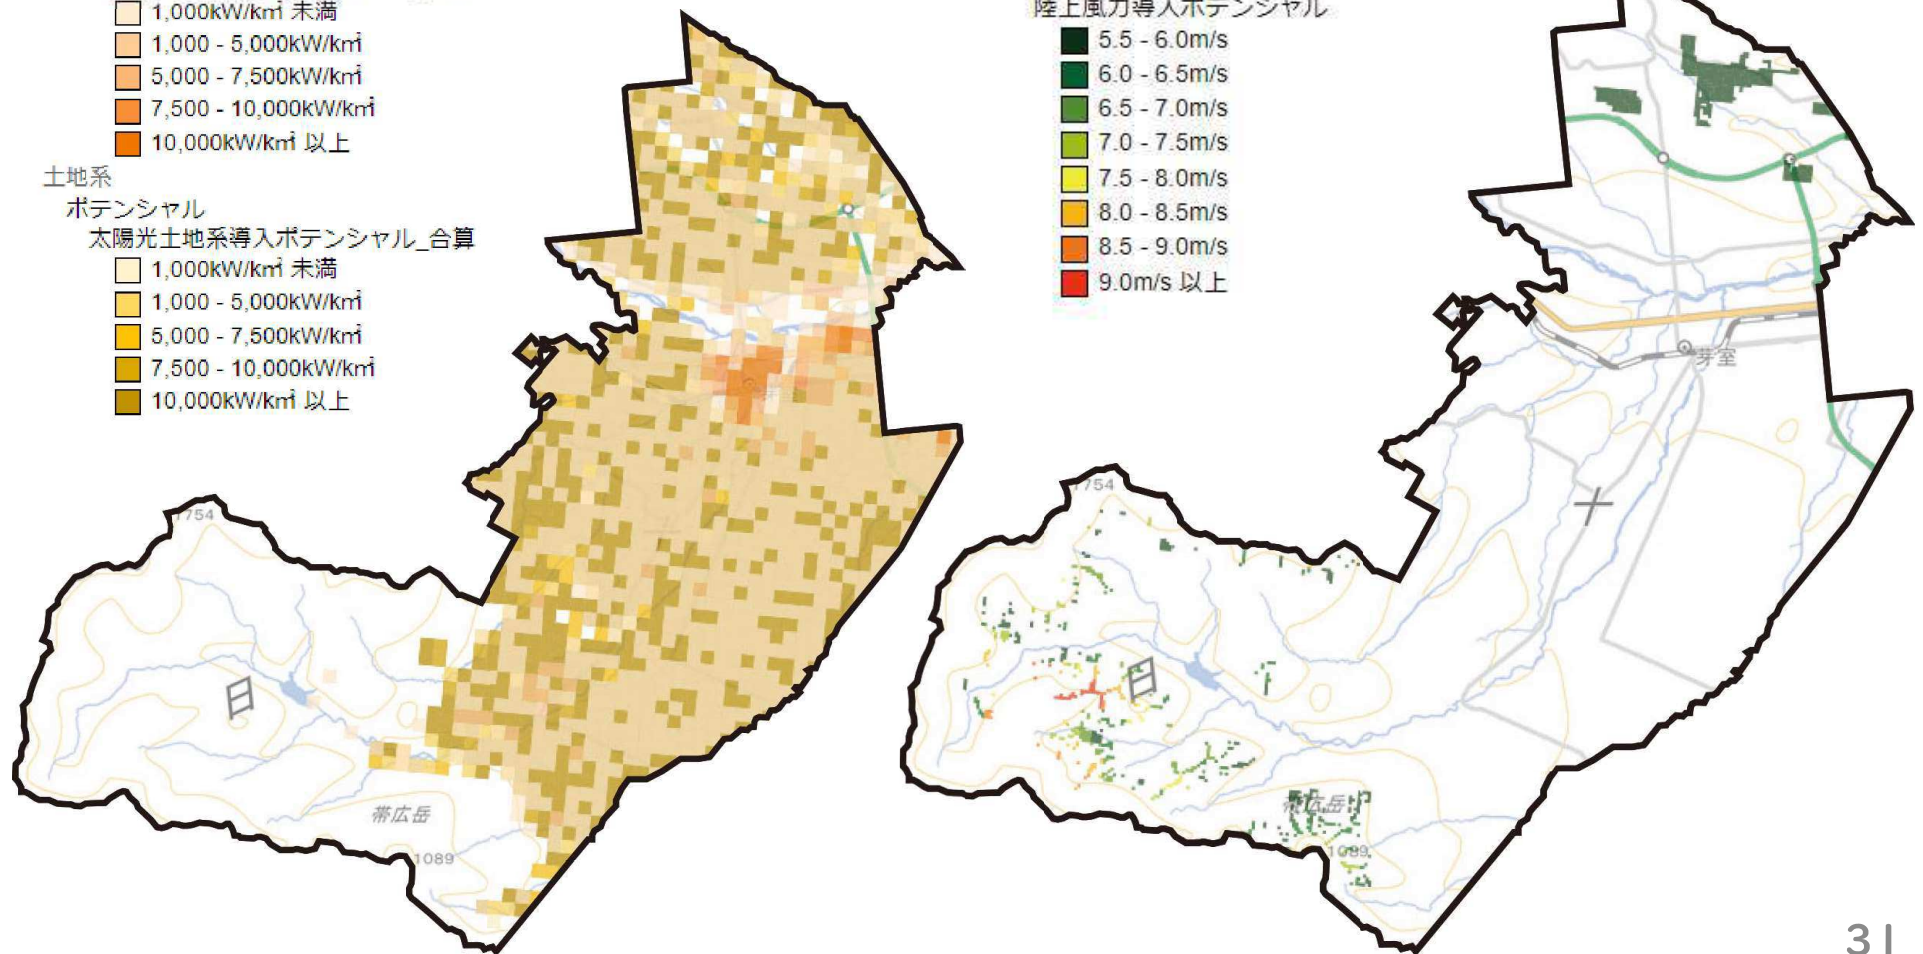 1,000kW/k㎡ 未満
1,000 - 5,000kW/k㎡
5,000 - 7,500kW/k㎡
7,500 - 10,000kW/k㎡
10,000kW/k㎡ 以上
土地系
ポテンシャル
太陽光土地系導入ポテンシャル_合算
1,000kW/k㎡ 未満
1,000 - 5,000kW/k㎡
5,000 - 7,500kW/k㎡
7,500 - 10,000kW/k㎡
10,000kW/k㎡ 以上
1754
帯広岳
1089
陸上風力導入ポテンシャル
5.5 - 6.0m/s
6.0 - 6.5m/s
6.5 - 7.0m/s
7.0 - 7.5m/s
7.5 - 8.0m/s
8.0 - 8.5m/s
8.5 - 9.0m/s
9.0m/s 以上
芽室
1754
帯広岳
1089
31